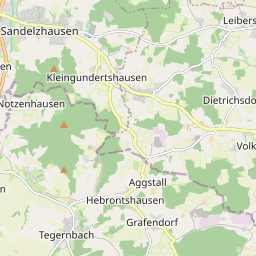 Leibers
Sandelzhausen
Kleingundertshausen
Dietrichsdo
Notzenhausen
Volk
Aggstall
Hebrontshausen
Grafendorf
Tegernbach